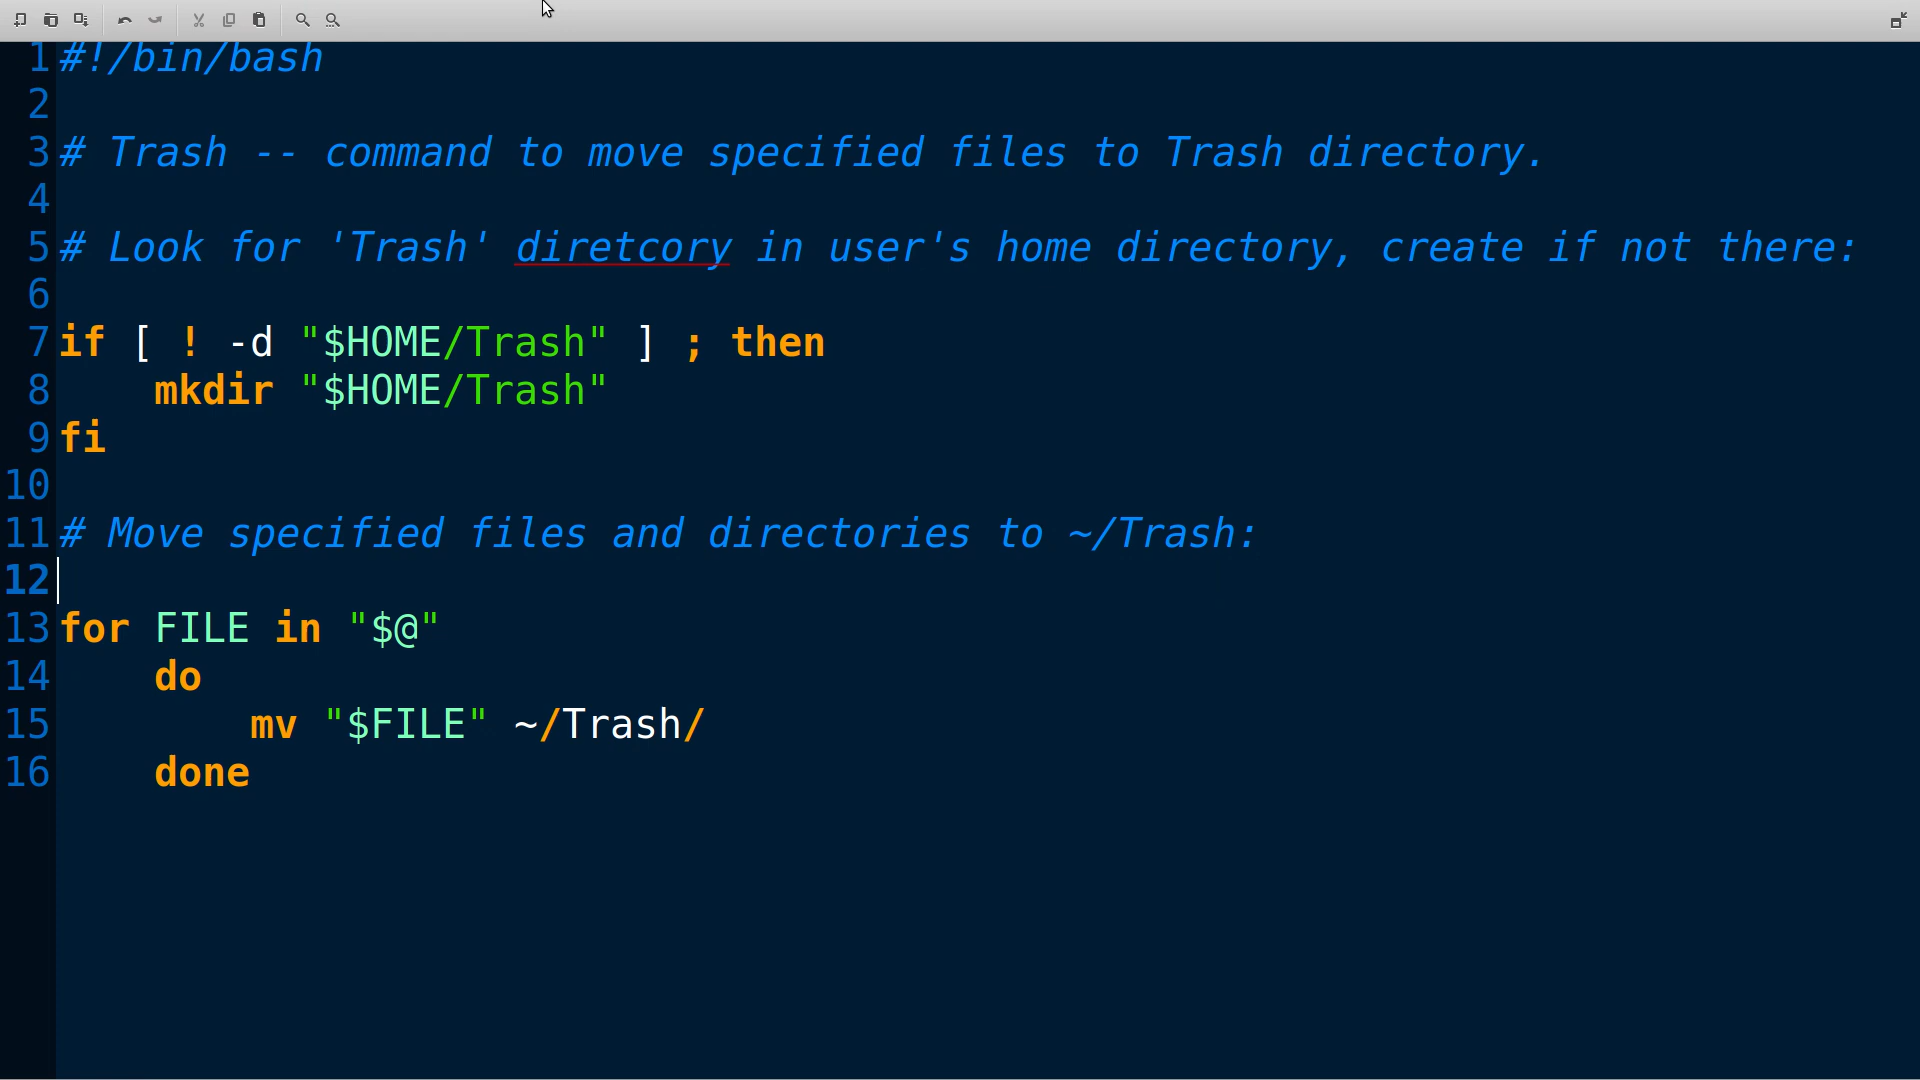 1 #!/bin/bash
2
3 # Trash -- command to move specified files to Trash directory.
4
5 # Look for 'Trash' diretcory in user's home directory, create if not there:
6
7 if [ ! -d "$HOME/Trash" ] ; then
8     mkdir "$HOME/Trash"
9 fi
10
11 # Move specified files and directories to ~/Trash:
12
13 for FILE in "$@"
14     do
15         mv "$FILE" ~/Trash/
16     done